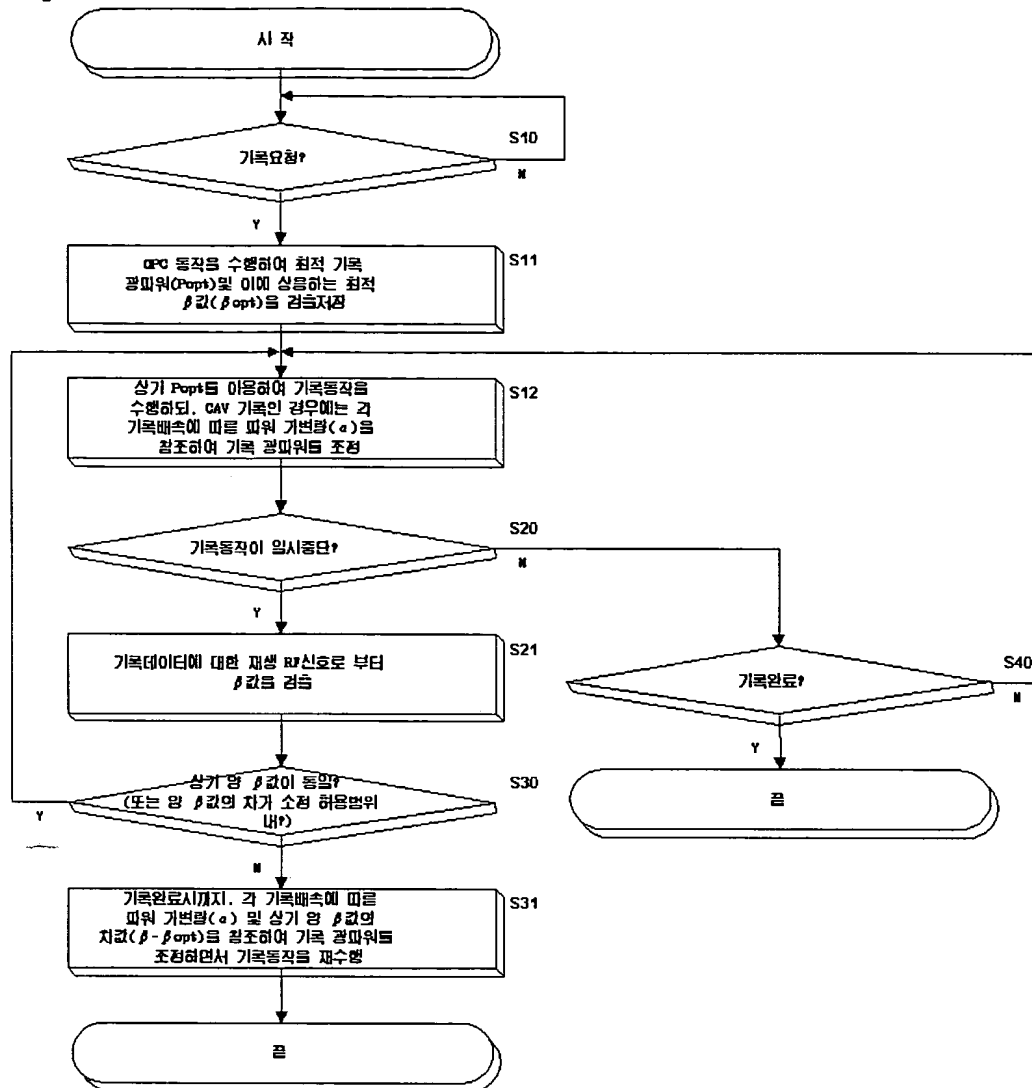 시 작
S10
기록요청?
N
Y
S11
OPC 동작을 수행하여 최적 기록
광파워(Popt)및 이에 상응하는 최적
β값(βopt)을 검출저장
S12
상기 Popt를 이용하여 기록동작을
수행하되, CAV 기록인 경우에는 각
기록배속에 따른 파워 가변량(α)을
참조하여 기록 광파워를 조정
S20
기록동작이 일시중단?
N
Y
S21
기록데이터에 대한 재생 RF신호로 부터
β값을 검출
S40
기록완료?
N
Y
끝
S30
상기 양 β값이 동일?
(또는 양 β값의 차가 소정 허용범위
내?)
Y
N
S31
기록완료시까지, 각 기록배속에 따른
파워 가변량(α) 및 상기 양 β값의
차값(β-βopt)을 참조하여 기록 광파워를
조정하면서 기록동작을 재수행
끝